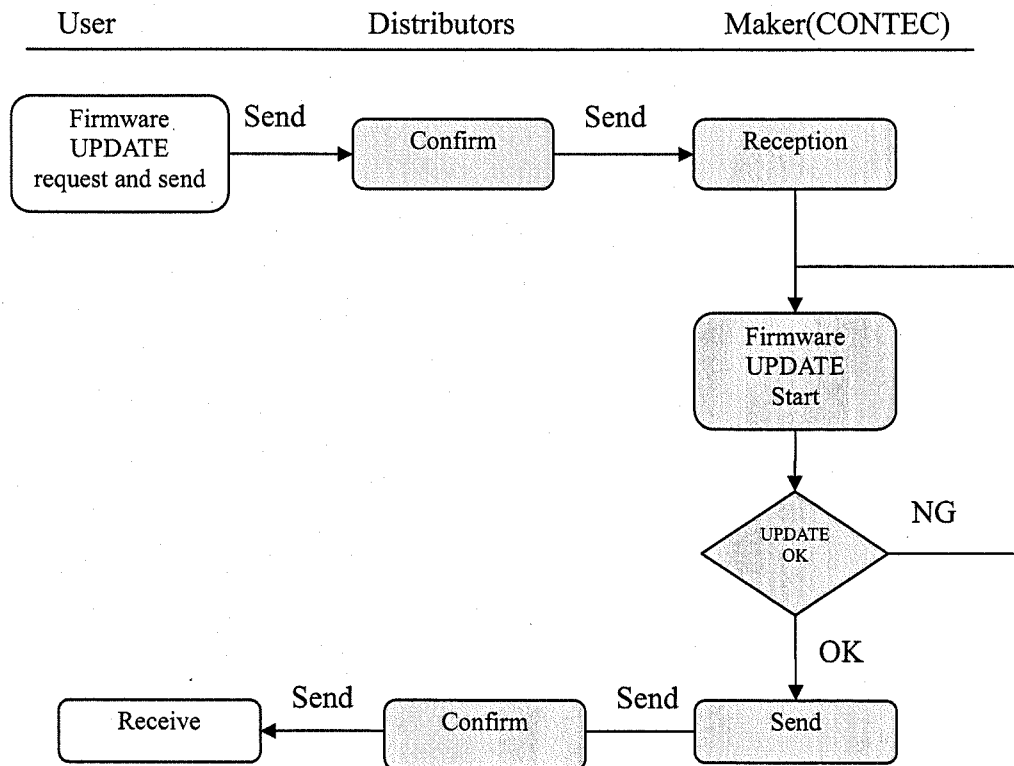 User Distributors Maker(CONTEC)
Firmware
UPDATE
request and send
Send
Confirm
Send
Reception
Firmware
UPDATE
Start
UPDATE
OK
NG
OK
Receive
Send
Confirm
Send
Send